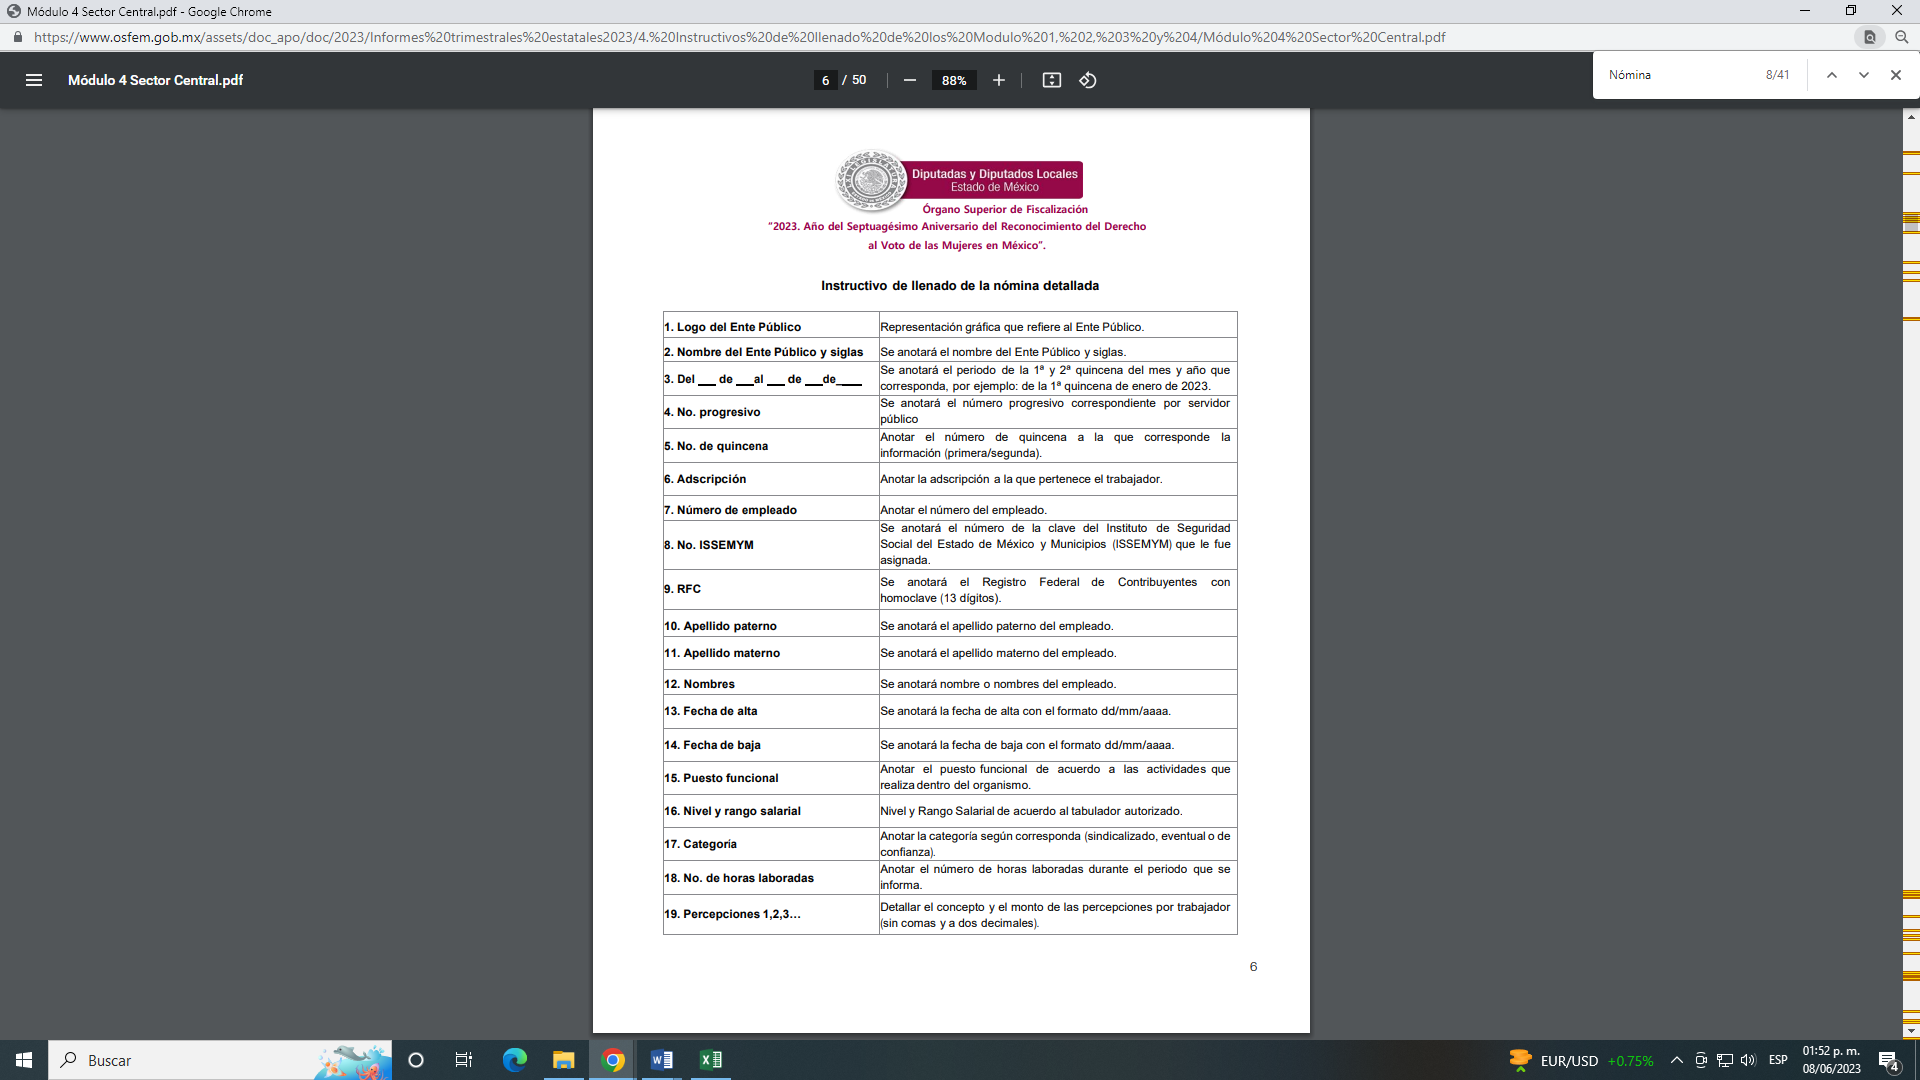 Módulo 4 Sector Central.pdf - Google Chrome
https://www.osfem.gob.mx/assets/doc_apo/doc/2023/Informes%20trimestrales%20estatales2023/4.%20Instructivos%20de%20llenado%20de%20los%20Modulo%201,%202,%203%20y%204/Módulo%204%20Sector%20Central.pdf
Módulo 4 Sector Central.pdf
6 / 50
88%
Nómina
8/41
Diputadas y Diputados Locales
Estado de México
Órgano Superior de Fiscalización
"2023. Año del Septuagésimo Aniversario del Reconocimiento del Derecho
al Voto de las Mujeres en México".
Instructivo de llenado de la nómina detallada
1. Logo del Ente Público
Representación gráfica que refiere al Ente Público.
2. Nombre del Ente Público y siglas
Se anotará el nombre del Ente Público y siglas.
3. Del ___ de ___al ___ de ___de____
Se anotará el periodo de la 1ª y 2ª quincena del mes y año que
corresponda, por ejemplo: de la 1ª quincena de enero de 2023.
4. No. progresivo
Se anotará el número progresivo correspondiente por servidor
público
5. No. de quincena
Anotar el número de quincena a la que corresponde la
información (primera/segunda).
6. Adscripción
Anotar la adscripción a la que pertenece el trabajador.
7. Número de empleado
Anotar el número del empleado.
8. No. ISSEMYM
Se anotará el número de la clave del Instituto de Seguridad
Social del Estado de México y Municipios (ISSEMYM) que le fue
asignada.
9. RFC
Se anotará el Registro Federal de Contribuyentes con
homoclave (13 dígitos).
10. Apellido paterno
Se anotará el apellido paterno del empleado.
11. Apellido materno
Se anotará el apellido materno del empleado.
12. Nombres
Se anotará nombre o nombres del empleado.
13. Fecha de alta
Se anotará la fecha de alta con el formato dd/mm/aaaa.
14. Fecha de baja
Se anotará la fecha de baja con el formato dd/mm/aaaa.
15. Puesto funcional
Anotar el puesto funcional de acuerdo a las actividades que
realiza dentro del organismo.
16. Nivel y rango salarial
Nivel y Rango Salarial de acuerdo al tabulador autorizado.
17. Categoría
Anotar la categoría según corresponda (sindicalizado, eventual o de
confianza).
18. No. de horas laboradas
Anotar el número de horas laboradas durante el periodo que se
informa.
19. Percepciones 1,2,3...
Detallar el concepto y el monto de las percepciones por trabajador
(sin comas y a dos decimales).
6
Buscar
EUR/USD +0.75%
ESP
01:52 p. m.
08/06/2023
4